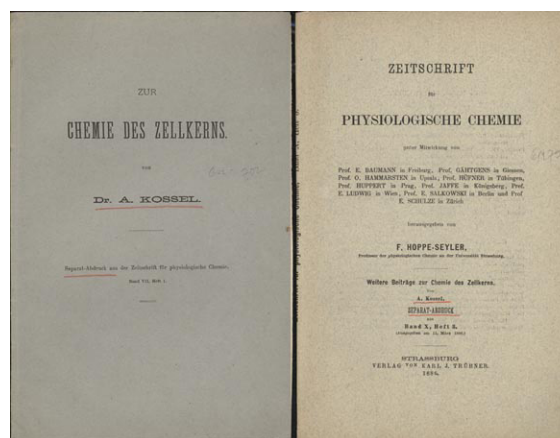 ZUR
CHEMIE DES ZELLKERNS.
VON
Dr. A. KOSSEL.
Separat-Abdruck aus der Zeitschrift für physiologische Chemie.
Band VII, Heft 1.
ZEITSCHRIFT
für
PHYSIOLOGISCHE CHEMIE
unter Mitwirkung von
Prof. E. BAUMANN in Freiburg, Prof. GÄHTGENS in Giessen,
Prof. O. HAMMARSTEN in Upsala, Prof. HÜFNER in Tübingen,
Prof. HUPPERT in Prag, Prof. JAFFE in Königsberg, Prof.
E. LUDWIG in Wien, Prof. E. SALKOWSKI in Berlin und Prof.
E. SCHULZE in Zürich
herausgegeben von
F. HOPPE-SEYLER,
Professor der physiologischen Chemie an der Universität Strassburg.
Weitere Beiträge zur Chemie des Zellkerns.
Von
A. Kossel.
SEPARAT-ABDRUCK
aus
Band X, Heft 3.
STRASSBURG
VERLAG VON KARL J. TRÜBNER.
1886.